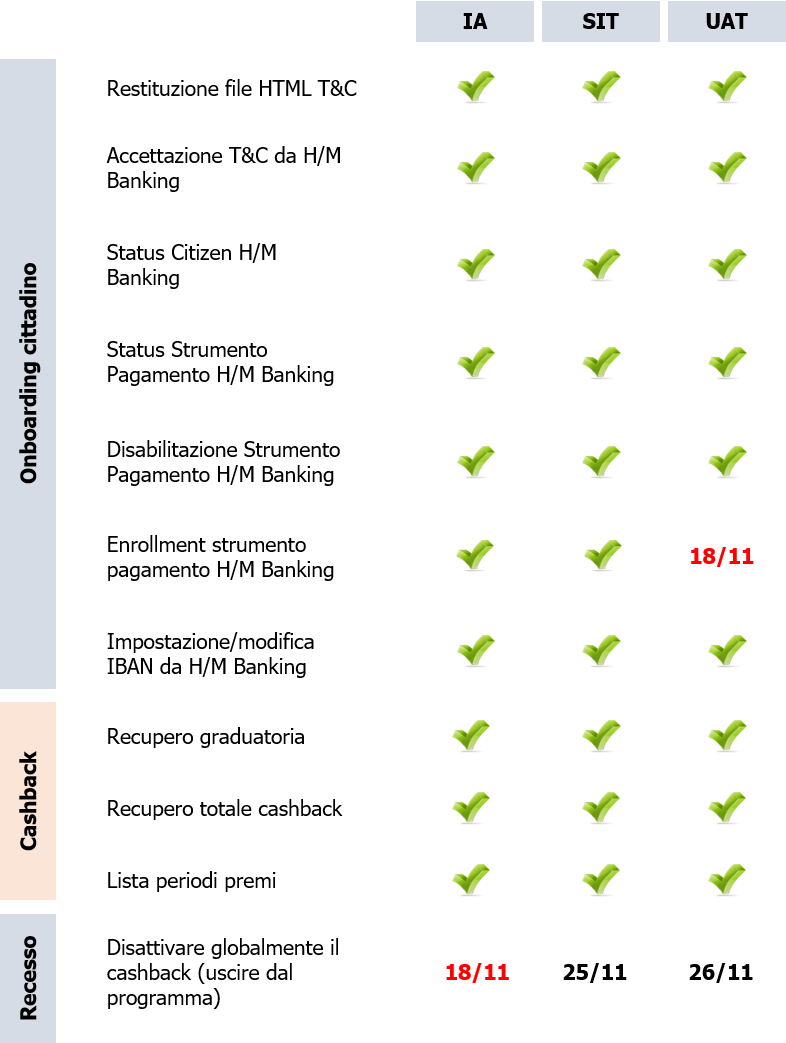 IA SIT UAT
Onboarding cittadino
Restituzione file HTML T&C
Accettazione T&C da H/M
Banking
Status Citizen H/M
Banking
Status Strumento
Pagamento H/M Banking
Disabilitazione Strumento
Pagamento H/M Banking
Enrollment strumento
pagamento H/M Banking
18/11
Impostazione/modifica
IBAN da H/M Banking
Cashback
Recupero graduatoria
Recupero totale cashback
Lista periodi premi
Recesso
Disattivare globalmente il
cashback (uscire dal
programma)
18/11 25/11 26/11